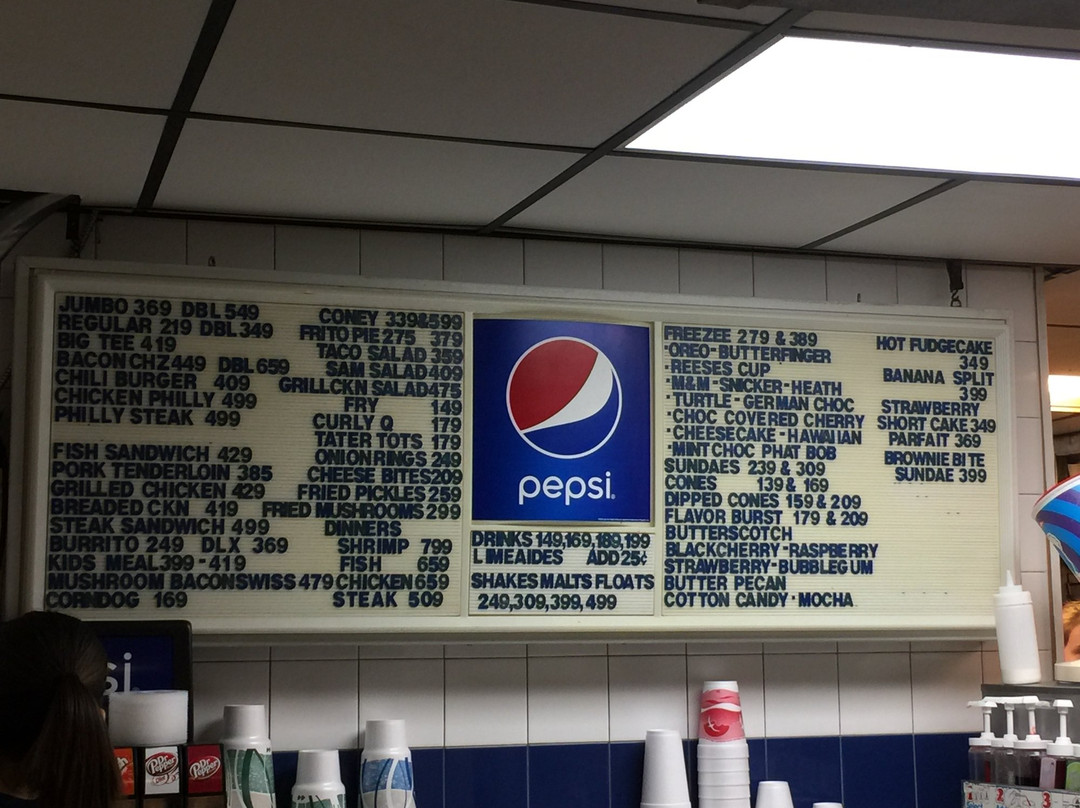 JUMBO 369 DBL 549
REGULAR 219 DBL 349
BIG TEE 419
BACON CHZ 449 DBL 659
CHILI BURGER 409
CHICKEN PHILLY 499
PHILLY STEAK 499
FISH SANDWICH 429
PORK TENDERLOIN 385
GRILLED CHICKEN 429
BREADED CKN 419
STEAK SANDWICH 499
BURRITO 249 DLX 369
KIDS MEAL 399-419
MUSHROOM BACON SWISS 479
CORNDOG 169
CONEY 339&599
FRITO PIE 275 379
TACO SALAD 359
SAM SALAD 409
GRILLCKN SALAD 475
FRY 149
CURLY Q 179
TATER TOTS 179
ONION RINGS 249
CHEESE BITES 209
FRIED PICKLES 259
FRIED MUSHROOMS 299
DINNERS
SHRIMP 799
FISH 659
CHICKEN 659
STEAK 509
pepsi
DRINKS 149,169,189,199
LIMEAIDES ADD 25¢
SHAKES MALTS FLOATS
249,309,399,499
FREEZEE 279 & 389
·OREO-BUTTERFINGER
·REESES CUP
·M&M-SNICKER-HEATH
·TURTLE-GERMAN CHOC
·CHOC COVERED CHERRY
·CHEESECAKE-HAWAIIAN
·MINT CHOC PHAT BOB
SUNDAES 239 & 309
CONES 139 & 169
DIPPED CONES 159 & 209
FLAVOR BURST 179 & 209
BUTTERSCOTCH
BLACKCHERRY-RASPBERRY
STRAWBERRY-BUBBLEGUM
BUTTER PECAN
COTTON CANDY·MOCHA
HOT FUDGECAKE
349
BANANA SPLIT
399
STRAWBERRY
SHORT CAKE 349
PARFAIT 369
BROWNIE BITE
SUNDAE 399
si
Dr Pepper
Dr Pepper